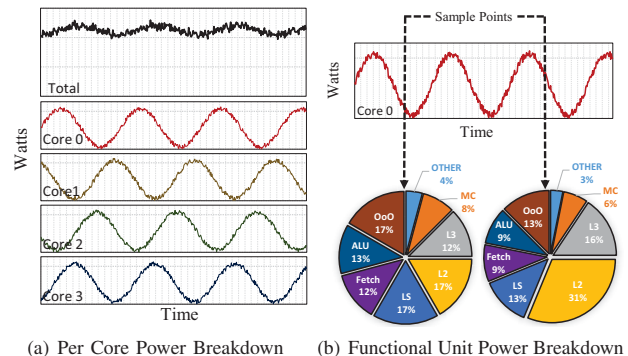 Total
Core 0
Core1
Core 2
Core 3
Watts
Time
(a) Per Core Power Breakdown
Sample Points
Watts
Core 0
Time
OTHER
4%
MC
8%
L3
12%
L2
17%
LS
17%
Fetch
12%
ALU
13%
OoO
17%
OTHER
3%
MC
6%
L3
16%
L2
31%
LS
13%
Fetch
9%
ALU
9%
OoO
13%
(b) Functional Unit Power Breakdown